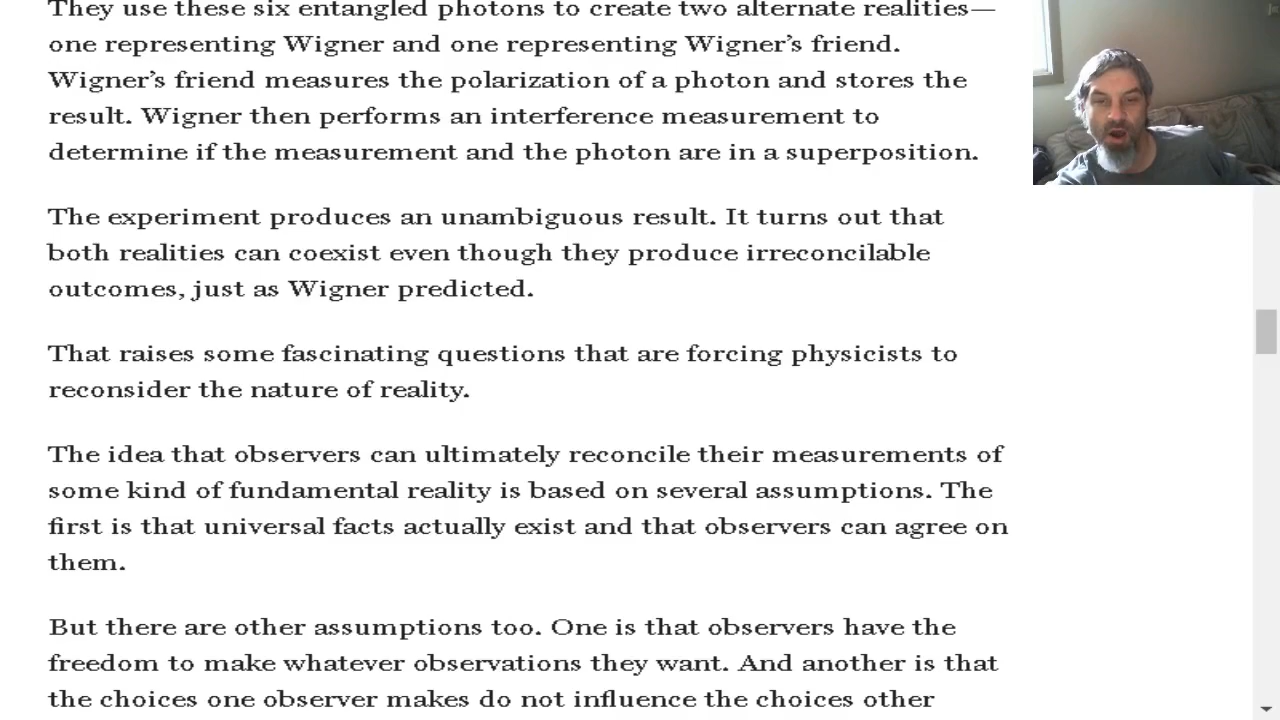 They use these six entangled photons to create two alternate realities—
one representing Wigner and one representing Wigner’s friend.
Wigner’s friend measures the polarization of a photon and stores the
result. Wigner then performs an interference measurement to
determine if the measurement and the photon are in a superposition.
The experiment produces an unambiguous result. It turns out that
both realities can coexist even though they produce irreconcilable
outcomes, just as Wigner predicted.
That raises some fascinating questions that are forcing physicists to
reconsider the nature of reality.
The idea that observers can ultimately reconcile their measurements of
some kind of fundamental reality is based on several assumptions. The
first is that universal facts actually exist and that observers can agree on
them.
But there are other assumptions too. One is that observers have the
freedom to make whatever observations they want. And another is that
the choices one observer makes do not influence the choices other